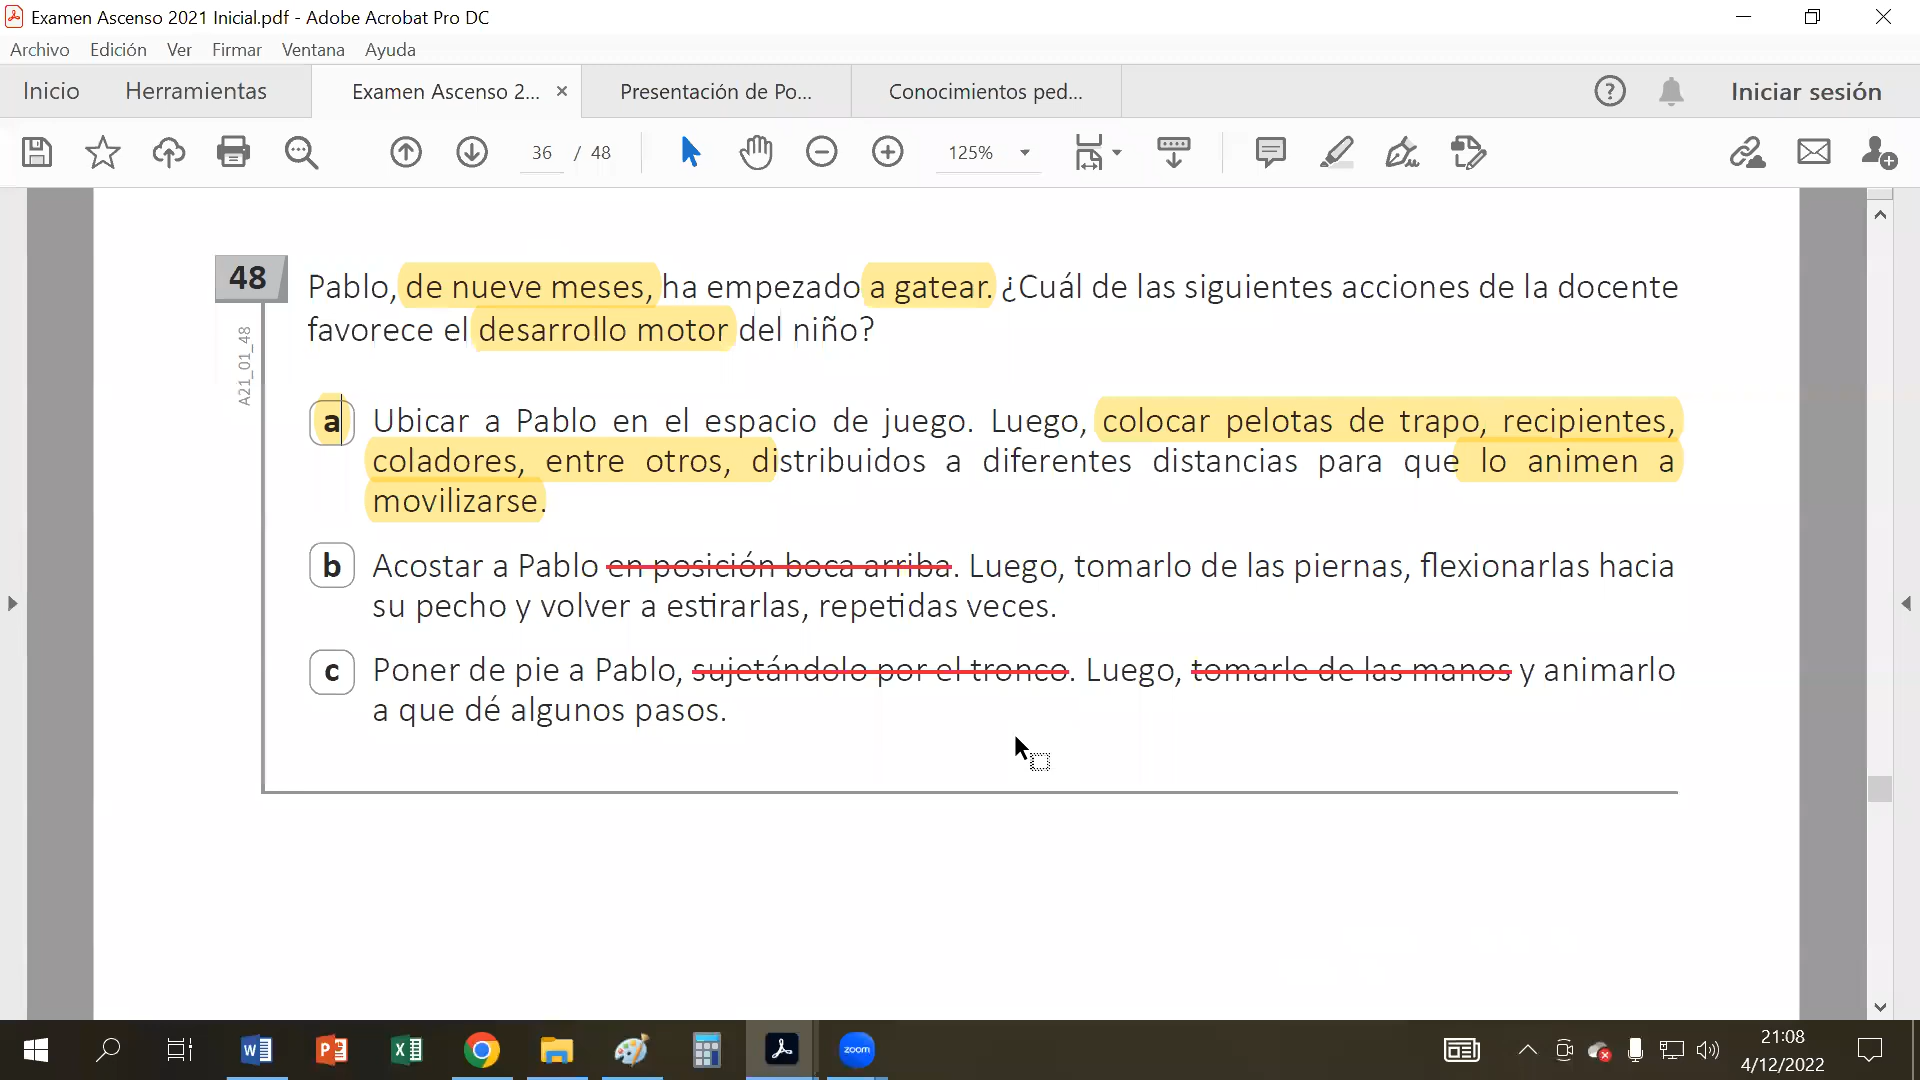 Examen Ascenso 2021 Inicial.pdf - Adobe Acrobat Pro DC
Archivo Edición Ver Firmar Ventana Ayuda
Inicio Herramientas Examen Ascenso 2... × Presentación de Po... Conocimientos ped... Iniciar sesión
36 / 48 125%
48
A21_01_48
Pablo, de nueve meses, ha empezado a gatear. ¿Cuál de las siguientes acciones de la docente
favorece el desarrollo motor del niño?
a Ubicar a Pablo en el espacio de juego. Luego, colocar pelotas de trapo, recipientes,
coladores, entre otros, distribuidos a diferentes distancias para que lo animen a
movilizarse.
b Acostar a Pablo en posición boca arriba. Luego, tomarlo de las piernas, flexionarlas hacia
su pecho y volver a estirarlas, repetidas veces.
c Poner de pie a Pablo, sujetándolo por el tronco. Luego, tomarle de las manos y animarlo
a que dé algunos pasos.
zoom
21:08
4/12/2022